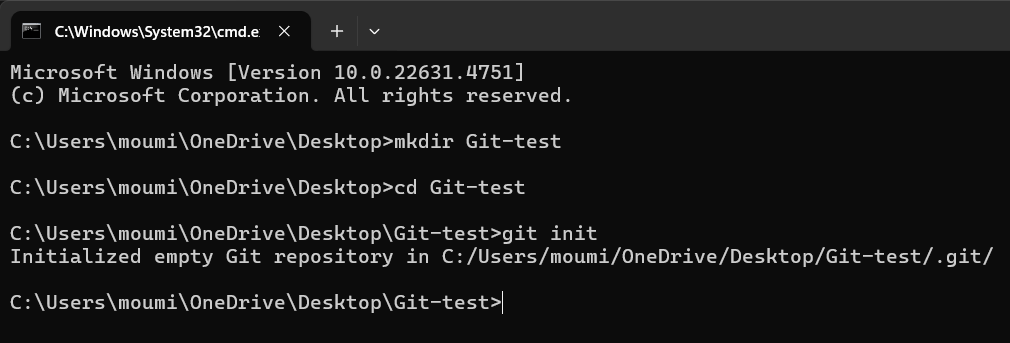 C:\Windows\System32\cmd.e
Microsoft Windows [Version 10.0.22631.4751]
(c) Microsoft Corporation. All rights reserved.
C:\Users\moumi\OneDrive\Desktop>mkdir Git-test
C:\Users\moumi\OneDrive\Desktop>cd Git-test
C:\Users\moumi\OneDrive\Desktop\Git-test>git init
Initialized empty Git repository in C:/Users/moumi/OneDrive/Desktop/Git-test/.git/
C:\Users\moumi\OneDrive\Desktop\Git-test>